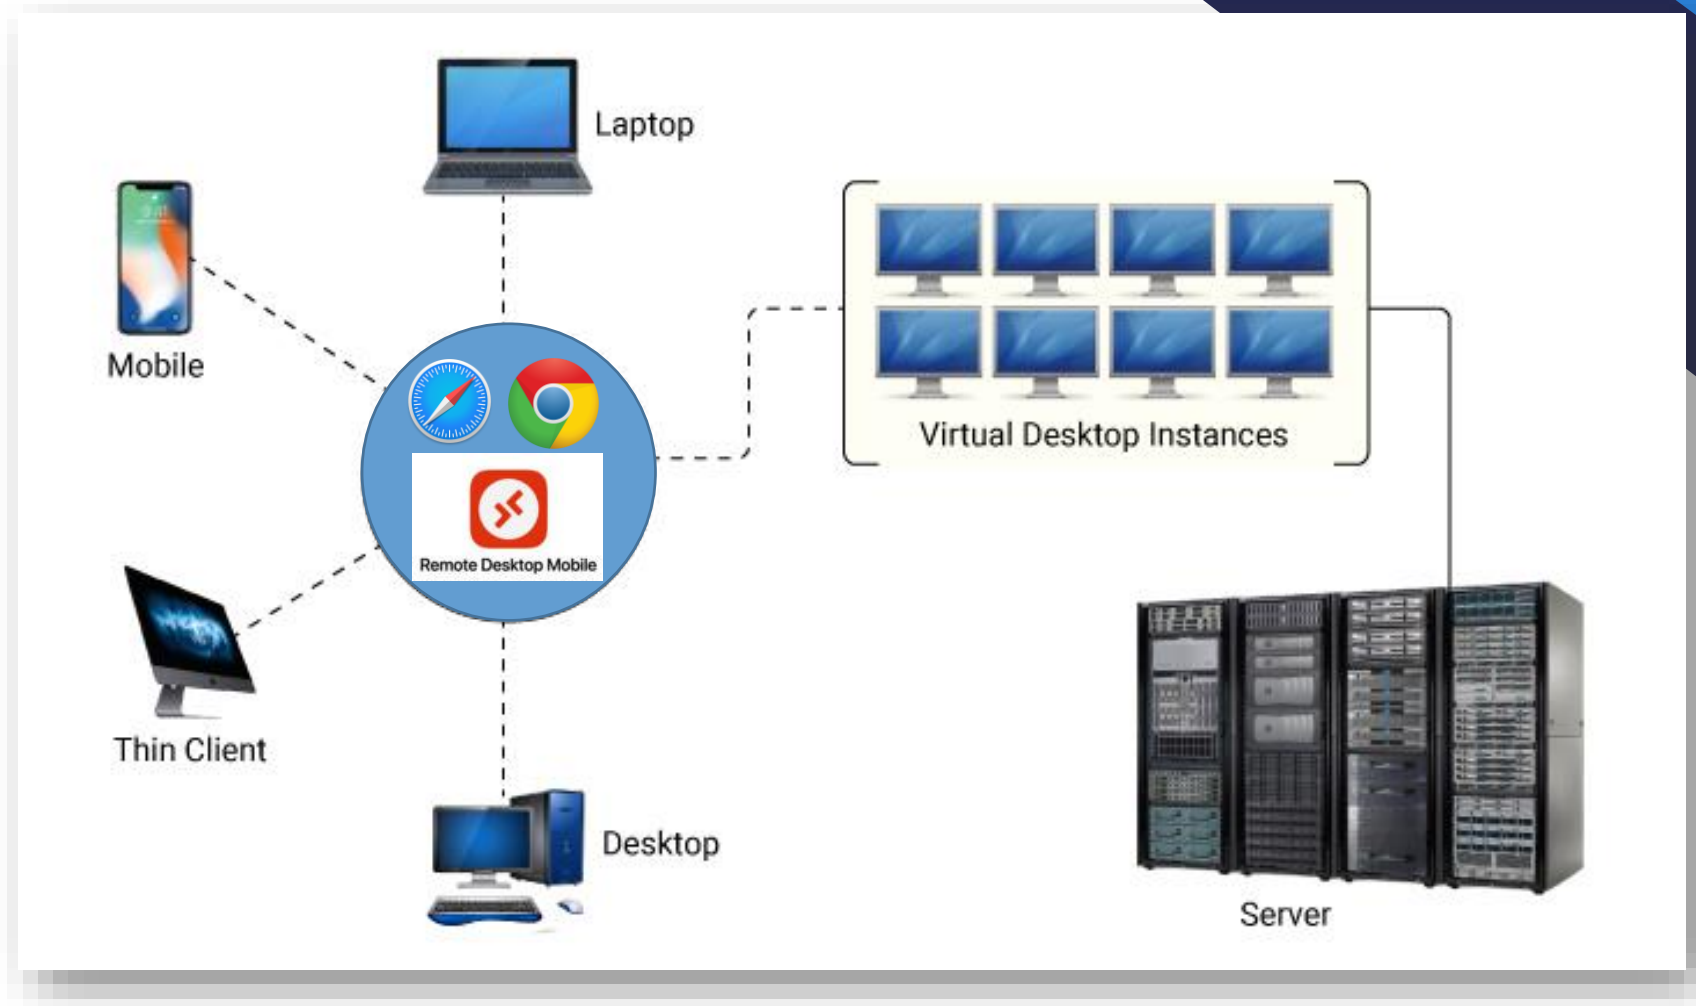 Laptop
Mobile
Virtual Desktop Instances
Remote Desktop Mobile
Thin Client
Desktop
Server